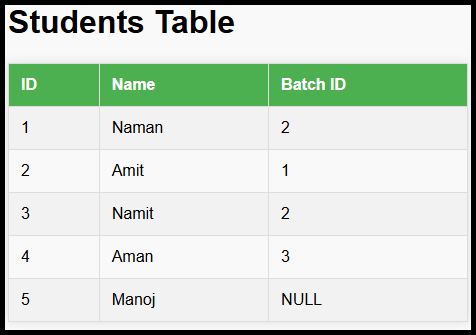 Students Table
ID Name Batch ID
1 Naman 2
2 Amit 1
3 Namit 2
4 Aman 3
5 Manoj NULL